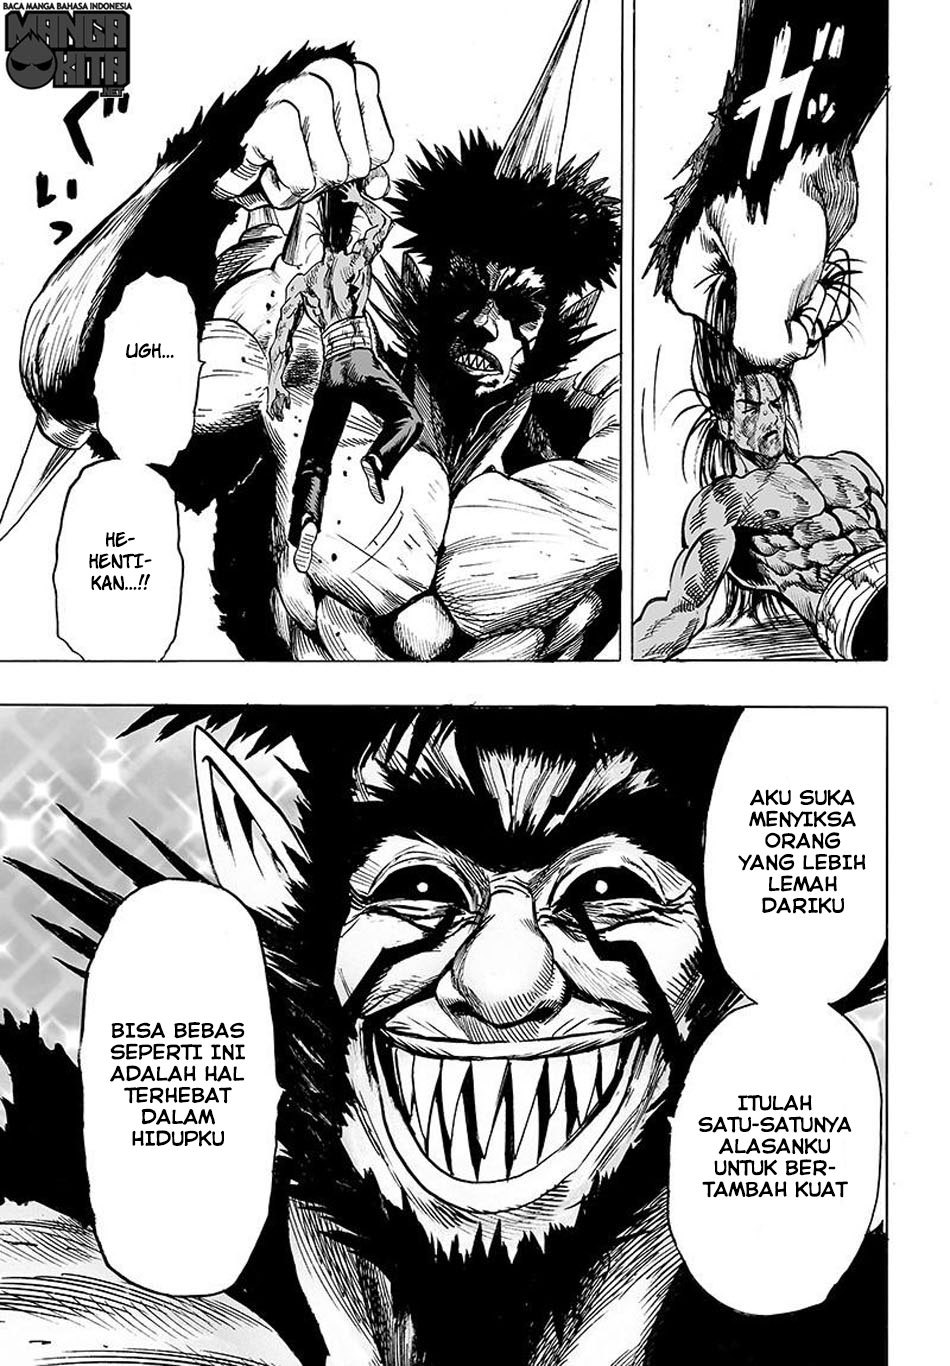 BACA MANGA BAHASA INDONESIA
MANGA
KITA
.NET
ガ
ぐ
いっ
UGH...
HE-
HENTI-
KAN...!!
AKU SUKA
MENYIKSA
ORANG
YANG LEBIH
LEMAH
DARIKU
ITULAH
SATU-SATUNYA
ALASANKU
UNTUK BER-
TAMBAH KUAT
BISA BEBAS
SEPERTI INI
ADALAH HAL
TERHEBAT
DALAM
HIDUPKU